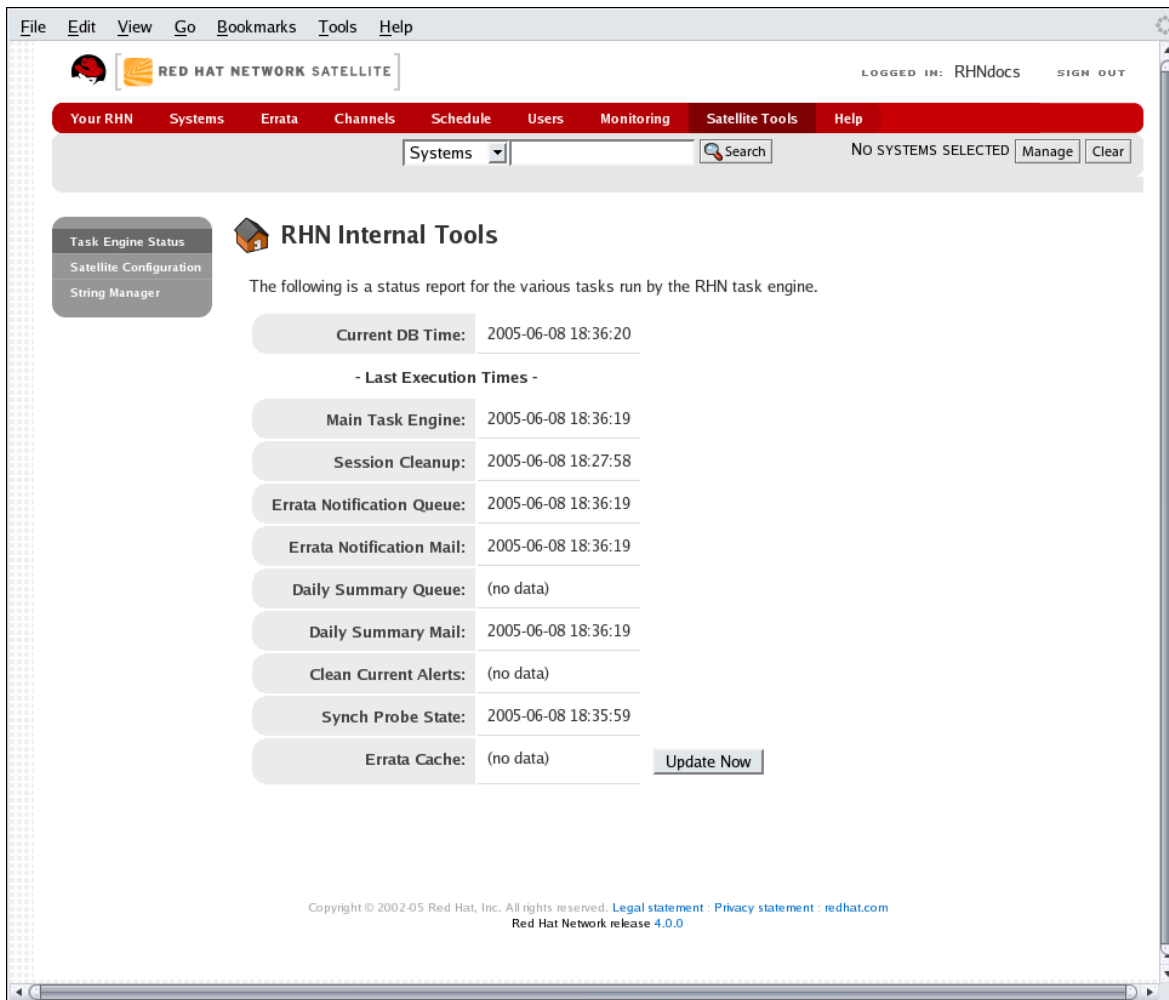 File Edit View Go Bookmarks Tools Help
RED HAT NETWORK SATELLITE
LOGGED IN: RHNdocs SIGN OUT
Your RHN Systems Errata Channels Schedule Users Monitoring Satellite Tools Help
Systems Search NO SYSTEMS SELECTED Manage Clear
Task Engine Status
Satellite Configuration
String Manager
RHN Internal Tools
The following is a status report for the various tasks run by the RHN task engine.
Current DB Time: 2005-06-08 18:36:20
- Last Execution Times -
Main Task Engine: 2005-06-08 18:36:19
Session Cleanup: 2005-06-08 18:27:58
Errata Notification Queue: 2005-06-08 18:36:19
Errata Notification Mail: 2005-06-08 18:36:19
Daily Summary Queue: (no data)
Daily Summary Mail: 2005-06-08 18:36:19
Clean Current Alerts: (no data)
Synch Probe State: 2005-06-08 18:35:59
Errata Cache: (no data) Update Now
Copyright © 2002-05 Red Hat, Inc. All rights reserved. Legal statement : Privacy statement : redhat.com
Red Hat Network release 4.0.0